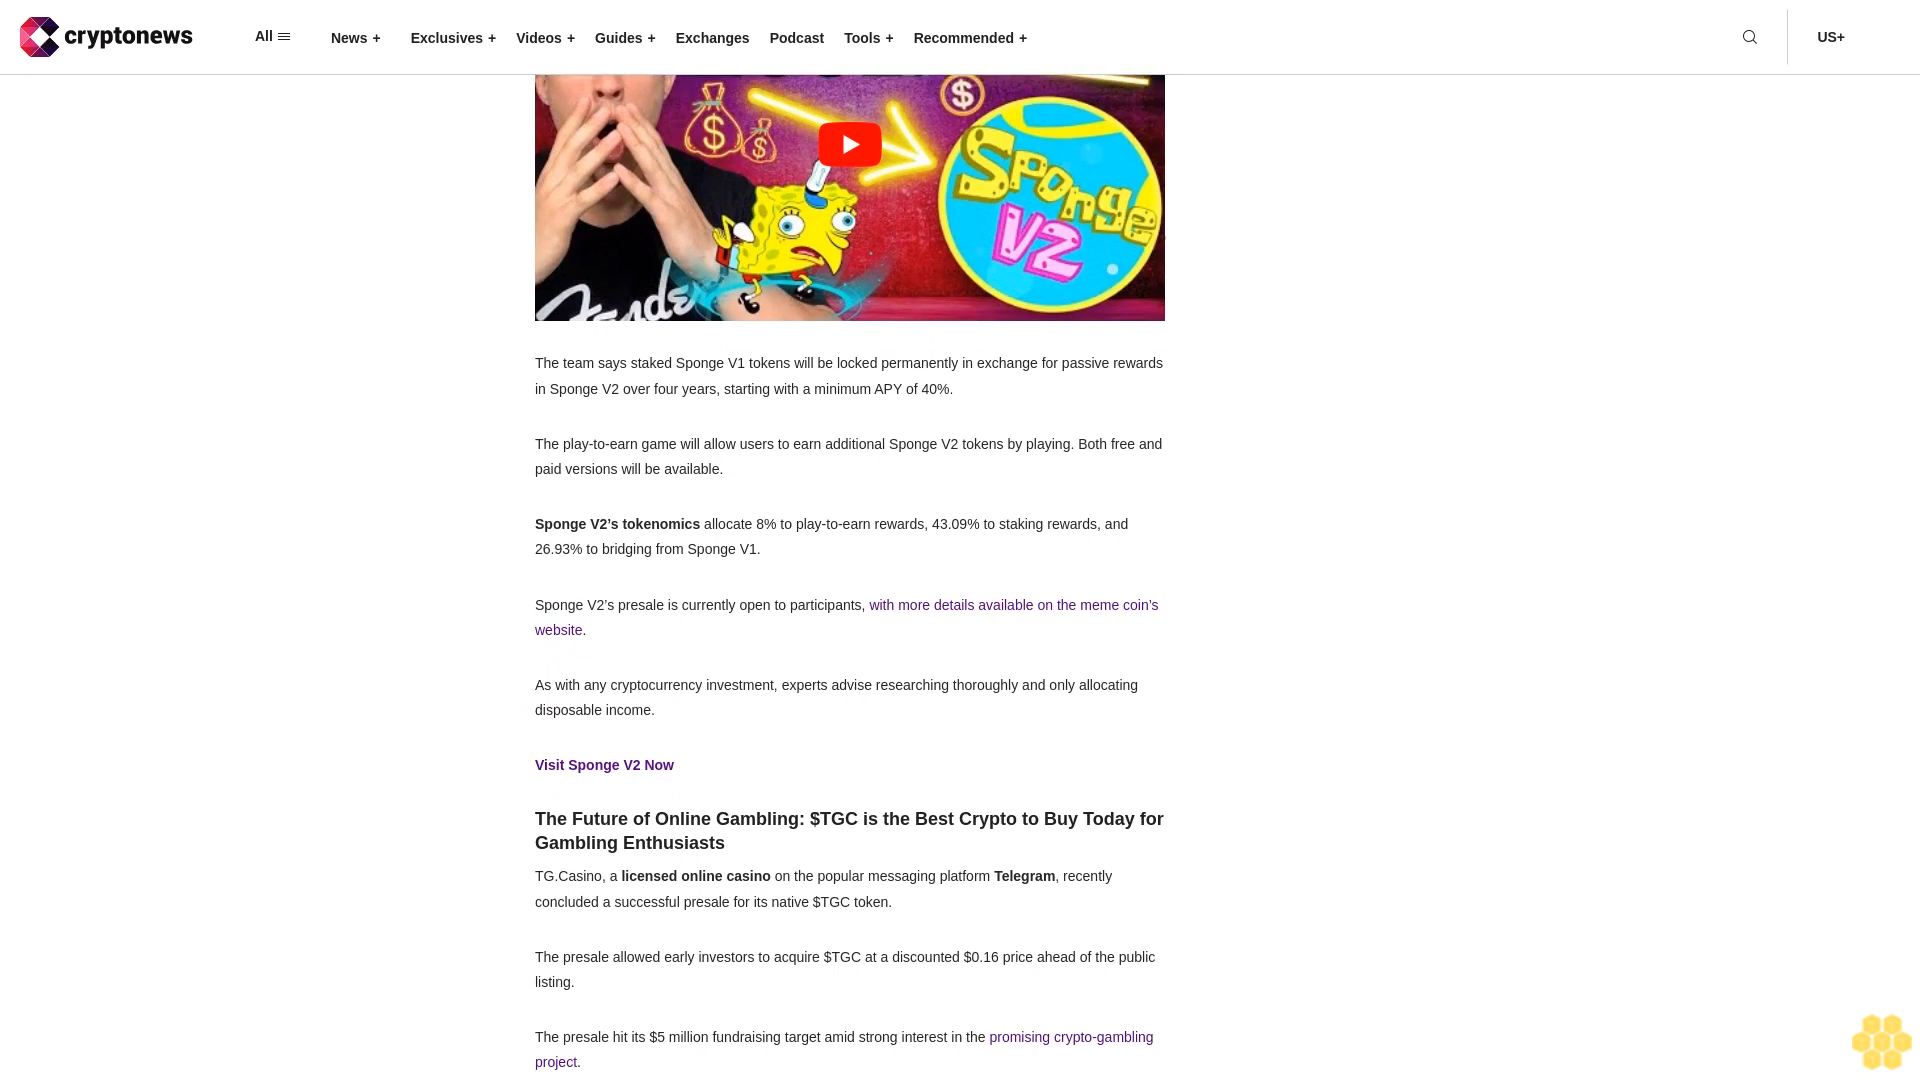 cryptonews
All
News +
Exclusives +
Videos +
Guides +
Exchanges
Podcast
Tools +
Recommended +
US+
$
$
$
Sponge
V2
Fender
The team says staked Sponge V1 tokens will be locked permanently in exchange for passive rewards
in Sponge V2 over four years, starting with a minimum APY of 40%.
The play-to-earn game will allow users to earn additional Sponge V2 tokens by playing. Both free and
paid versions will be available.
Sponge V2’s tokenomics allocate 8% to play-to-earn rewards, 43.09% to staking rewards, and
26.93% to bridging from Sponge V1.
Sponge V2’s presale is currently open to participants, with more details available on the meme coin’s
website.
As with any cryptocurrency investment, experts advise researching thoroughly and only allocating
disposable income.
Visit Sponge V2 Now
The Future of Online Gambling: $TGC is the Best Crypto to Buy Today for
Gambling Enthusiasts
TG.Casino, a licensed online casino on the popular messaging platform Telegram, recently
concluded a successful presale for its native $TGC token.
The presale allowed early investors to acquire $TGC at a discounted $0.16 price ahead of the public
listing.
The presale hit its $5 million fundraising target amid strong interest in the promising crypto-gambling
project.